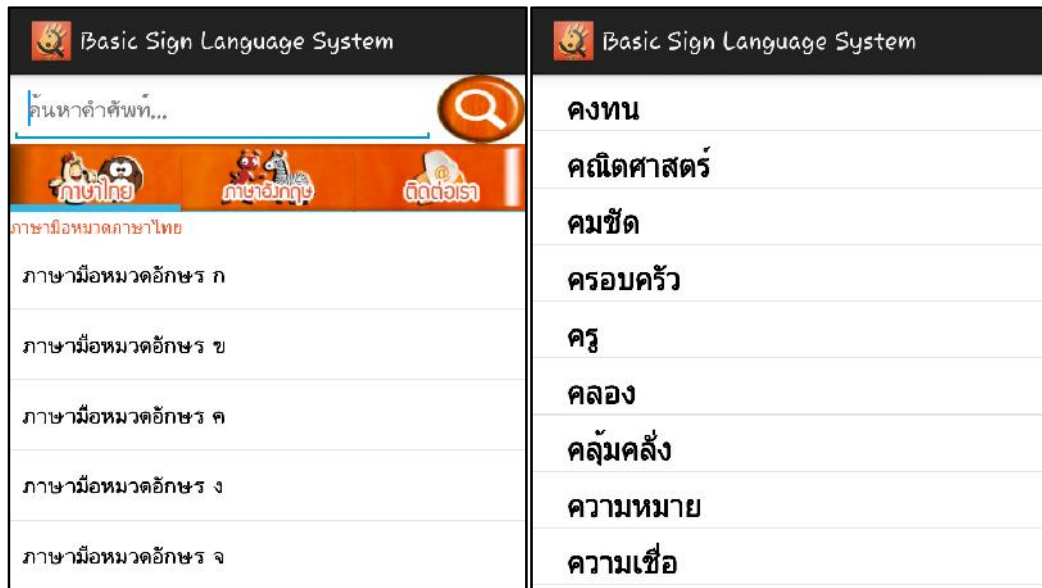 Basic Sign Language System
ค้นหาคำศัพท์...
ภาษาไทย ภาษาอังกฤษ ติดต่อเรา
ภาษามือหมวดภาษาไทย
ภาษามือหมวดอักษร ก
ภาษามือหมวดอักษร ข
ภาษามือหมวดอักษร ค
ภาษามือหมวดอักษร ง
ภาษามือหมวดอักษร จ
Basic Sign Language System
คงทน
คณิตศาสตร์
คมชัด
ครอบครัว
ครู
คลอง
คลุ้มคลั่ง
ความหมาย
ความเชื่อ